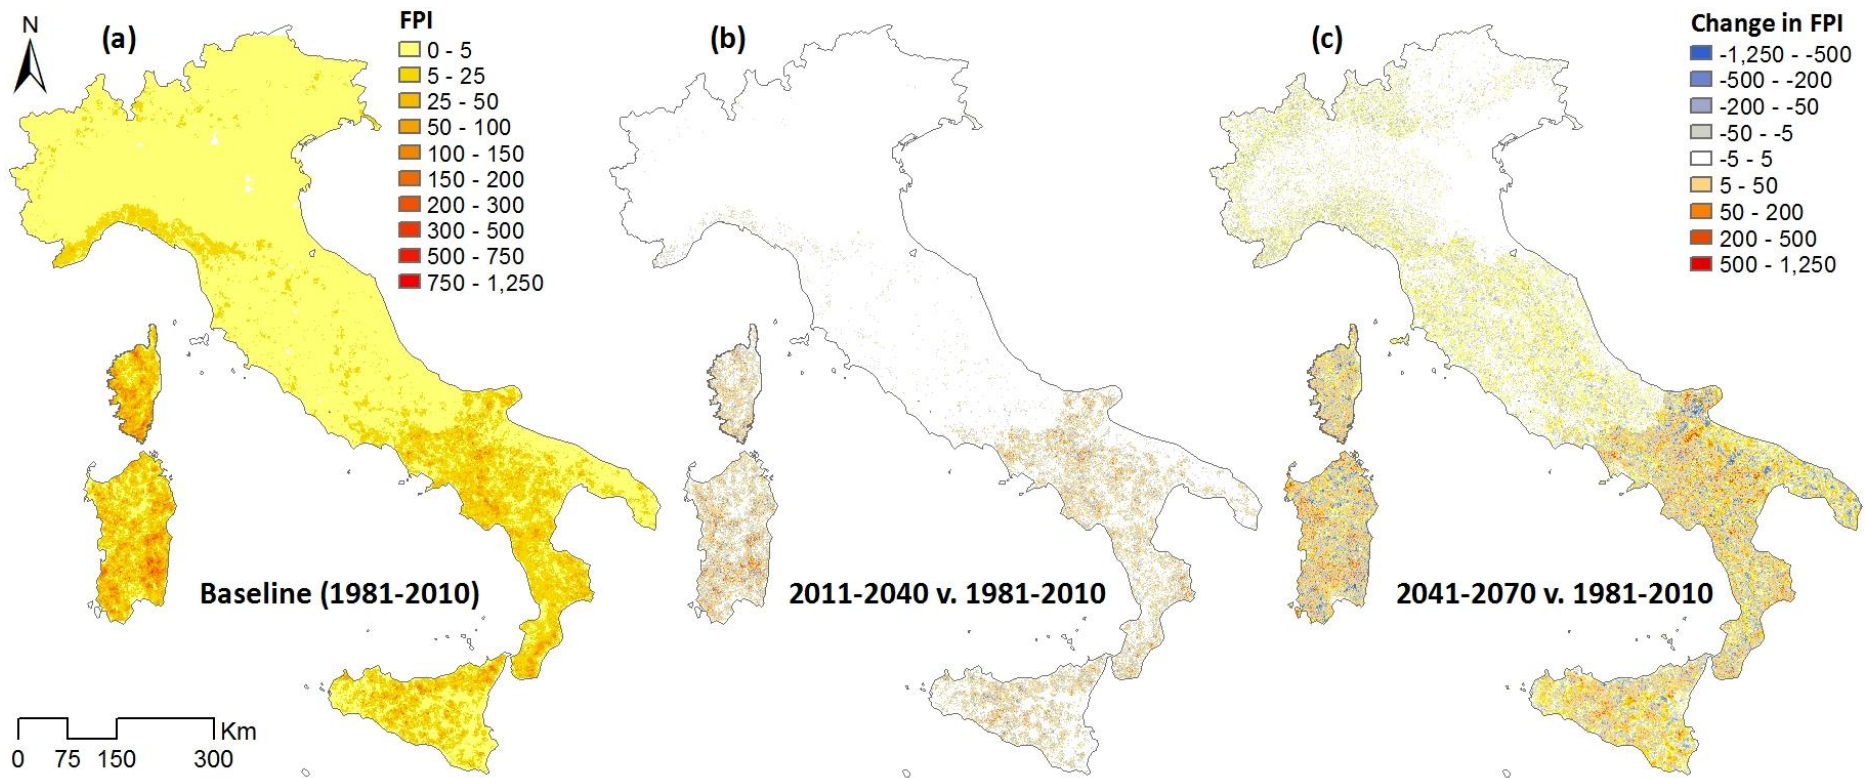 N
(a)
FPI
0 - 5
5 - 25
25 - 50
50 - 100
100 - 150
150 - 200
200 - 300
300 - 500
500 - 750
750 - 1,250
Baseline (1981-2010)
Km
0 75 150 300
(b)
2011-2040 v. 1981-2010
(c)
Change in FPI
-1,250 - -500
-500 - -200
-200 - -50
-50 - -5
-5 - 5
5 - 50
50 - 200
200 - 500
500 - 1,250
2041-2070 v. 1981-2010